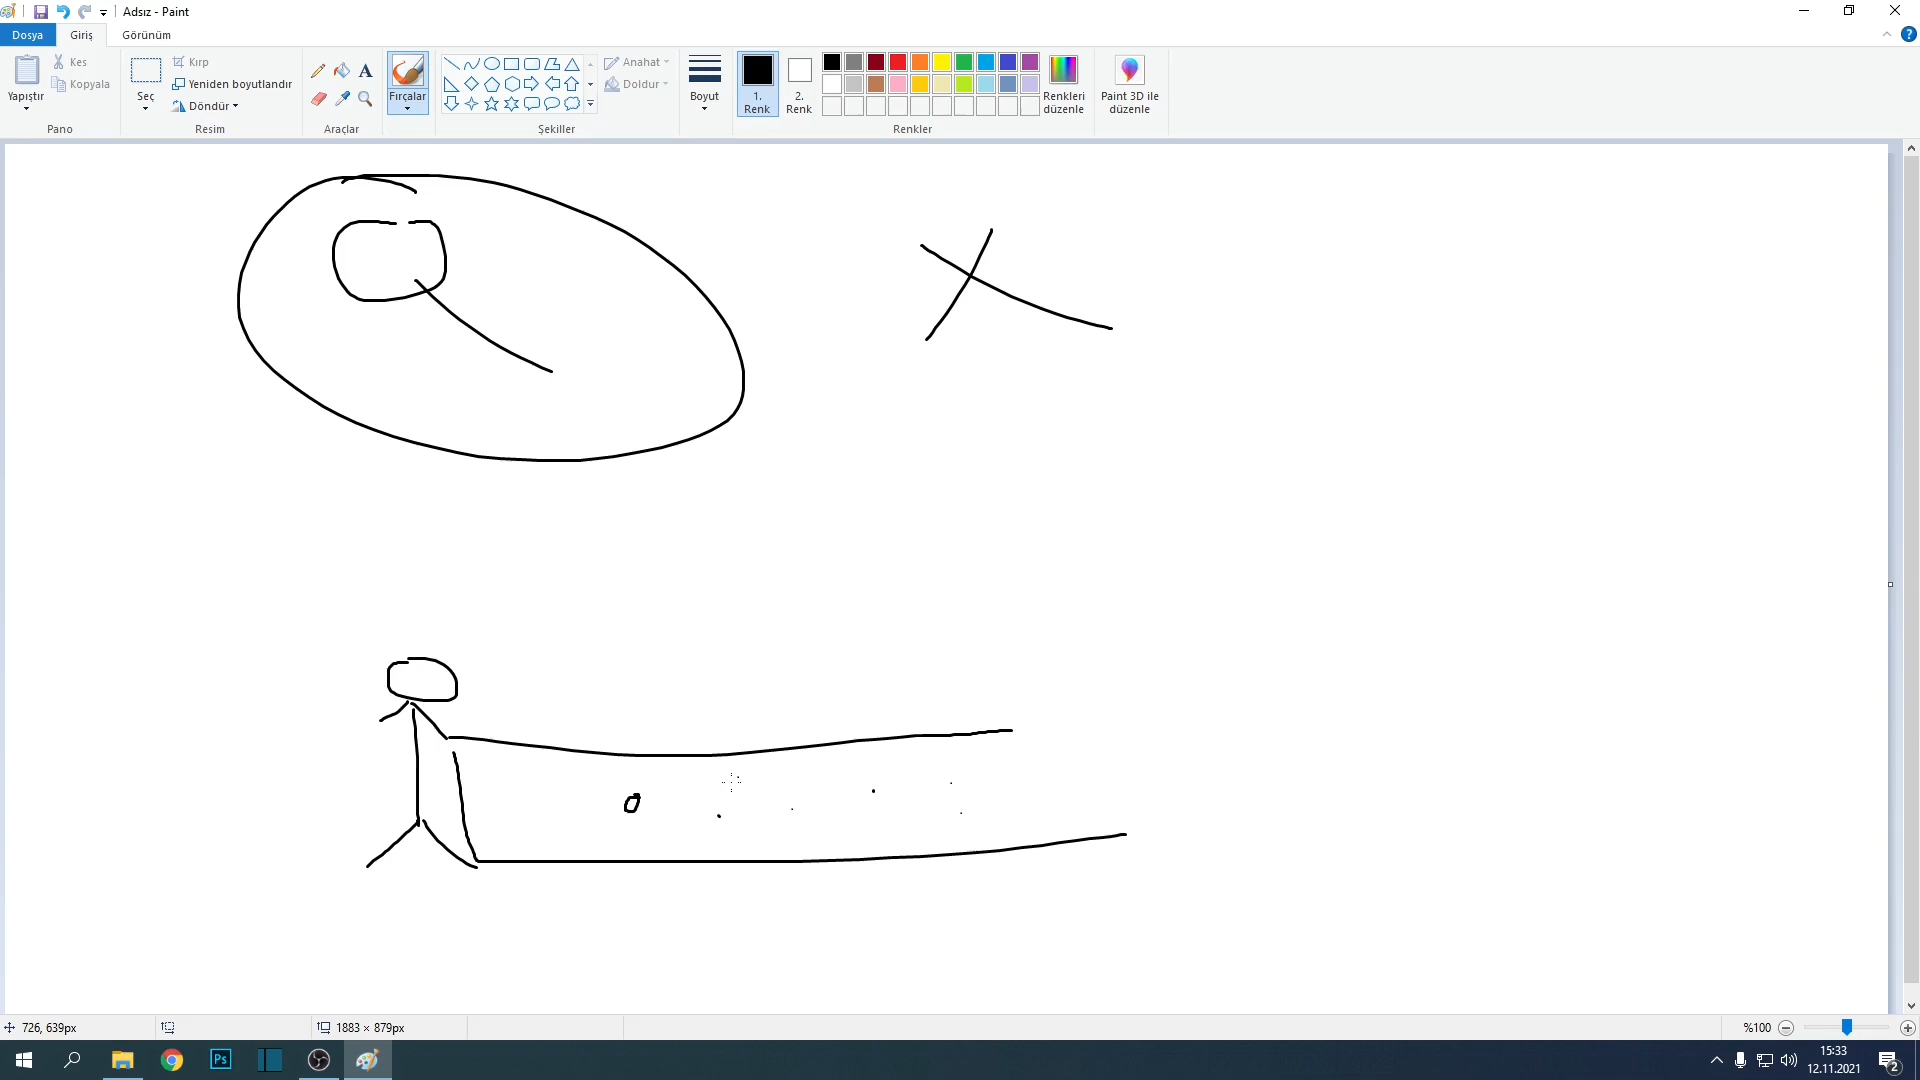 Adsız - Paint
Dosya Giriş Görünüm
Yapıştır
Kes
Kopyala
Pano
Seç
Kırp
Yeniden boyutlandır
Döndür
Resim
A
Araçlar
Fırçalar
Anahat
Doldur
Şekiller
Boyut
1.
Renk
2.
Renk
Renkleri
düzenle
Renkler
Paint 3D ile
düzenle
726, 639px
1883 × 879px
%100
Ps
15:33
12.11.2021
2